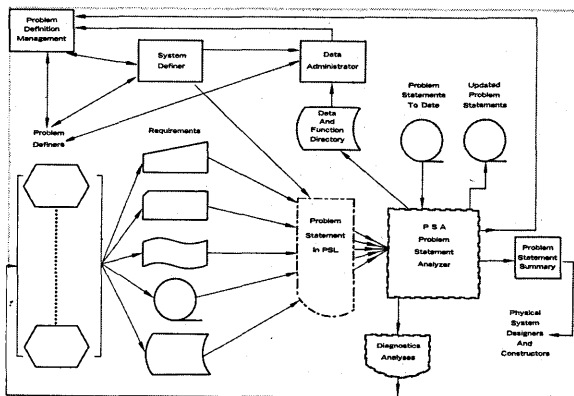 Problem
Definition
Management
System
Definer
Data
Administrator
Problem
Statements
To Date
Updated
Problem
Statements
Problem
Definers
Requirements
Data
And
Function
Directory
Problem
Statement
In PSL
P S A
Problem
Statement
Analyzer
Problem
Statement
Summary
Physical
System
Designers
And
Constructors
Diagnostics
Analyses